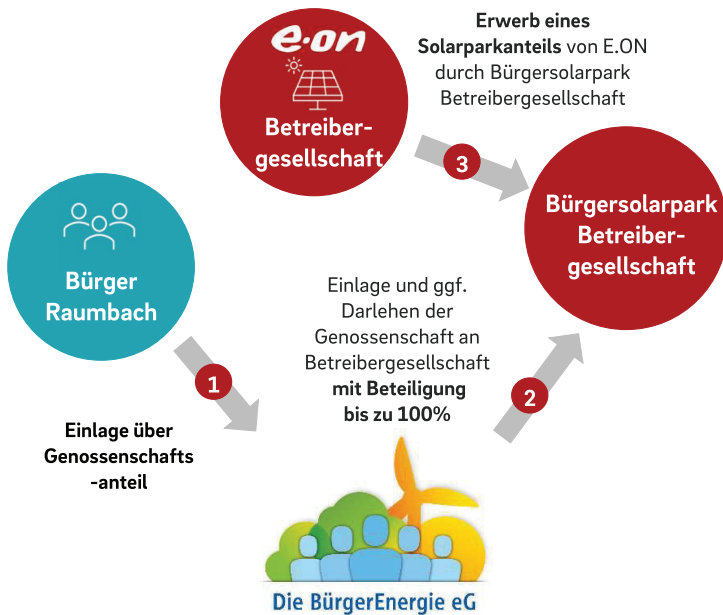 e·on
Betreiber-
gesellschaft
Erwerb eines
Solarparkanteils von E.ON
durch Bürgersolarpark
Betreibergesellschaft
3
Bürgersolarpark
Betreiber-
gesellschaft
Bürger
Raumbach
1
Einlage über
Genossenschafts
-anteil
Einlage und ggf.
Darlehen der
Genossenschaft an
Betreibergesellschaft
mit Beteiligung
bis zu 100%
2
Die BürgerEnergie eG